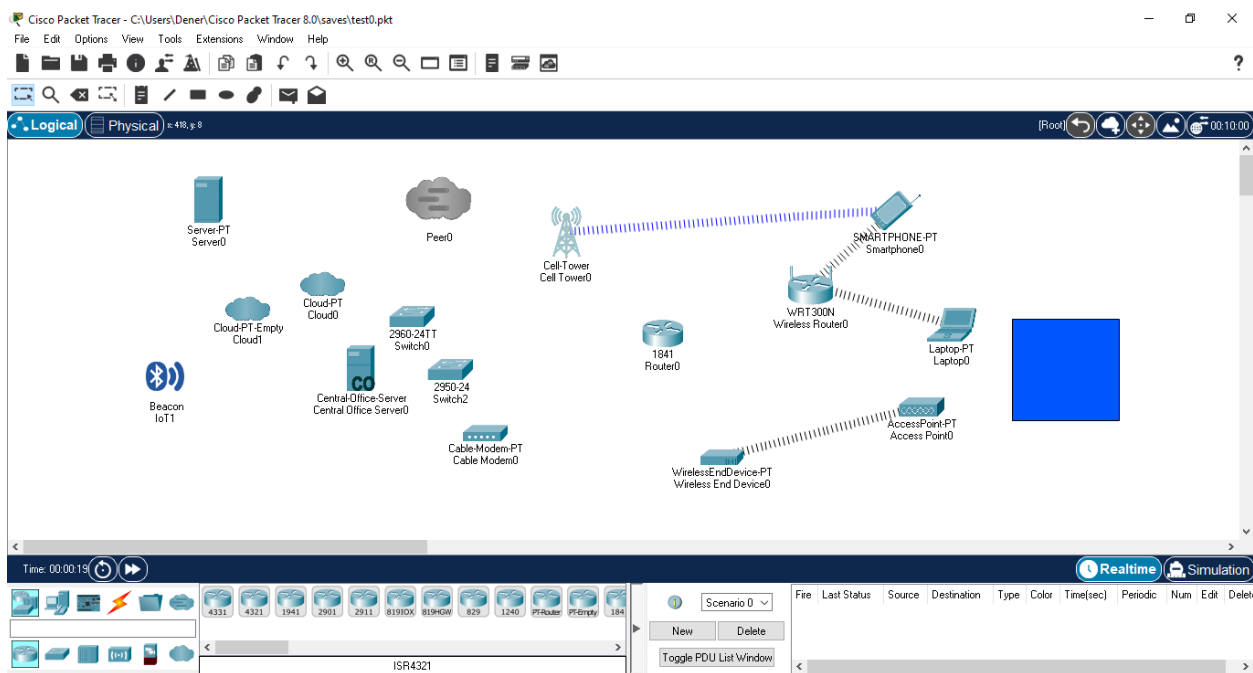 Cisco Packet Tracer - C:\Users\Dener\Cisco Packet Tracer 8.0\saves\test0.pkt
File Edit Options View Tools Extensions Window Help
?
Logical Physical x: 418, y: 8 [Root] 00:10:00
Server-PT
Server0
Peer0
Cell-Tower
Cell Tower0
SMARTPHONE-PT
Smartphone0
Cloud-PT
Cloud0
Cloud-PT-Empty
Cloud1
WRT300N
Wireless Router0
2960-24TT
Switch0
1841
Router0
Laptop-PT
Laptop0
Beacon
IoT1
CO
Central-Office-Server
Central Office Server0
2950-24
Switch2
AccessPoint-PT
Access Point0
Cable-Modem-PT
Cable Modem0
WirelessEndDevice-PT
Wireless End Device0
Time: 00:00:19 Realtime Simulation
4331 4321 1941 2901 2911 819IOX 819HGW 829 1240 PT-Router PT-Empty 184
ISR4321
1 Scenario 0
New Delete
Toggle PDU List Window
Fire Last Status Source Destination Type Color Time(sec) Periodic Num Edit Delet